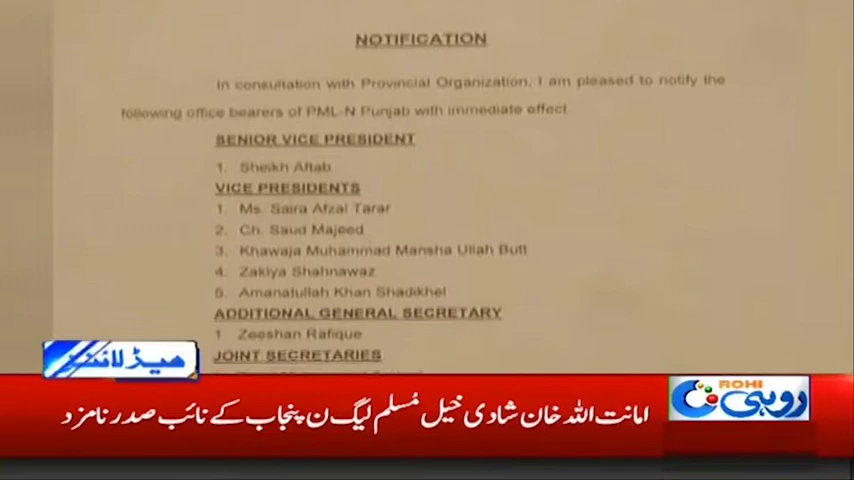 NOTIFICATION
In consultation with Provincial Organization, I am pleased to notify the
following office bearers of PML-N Punjab with immediate effect
SENIOR VICE PRESIDENT
1. Sheikh Aftab
VICE PRESIDENTS
1. Ms. Saira Afzal Tarar
2. Ch. Saud Majeed
3. Khawaja Muhammad Mansha Ullah Butt
4. Zakiya Shahnawaz
5. Amanatullah Khan Shadikhel
ADDITIONAL GENERAL SECRETARY
1 Zeeshan Rafique
JOINT SECRETARIES
ہیڈلائنز
ROHI
روہی
امانت اللہ خان شادی خیل مُسلم لیگ ن پنجاب کے نائب صدر نامزد